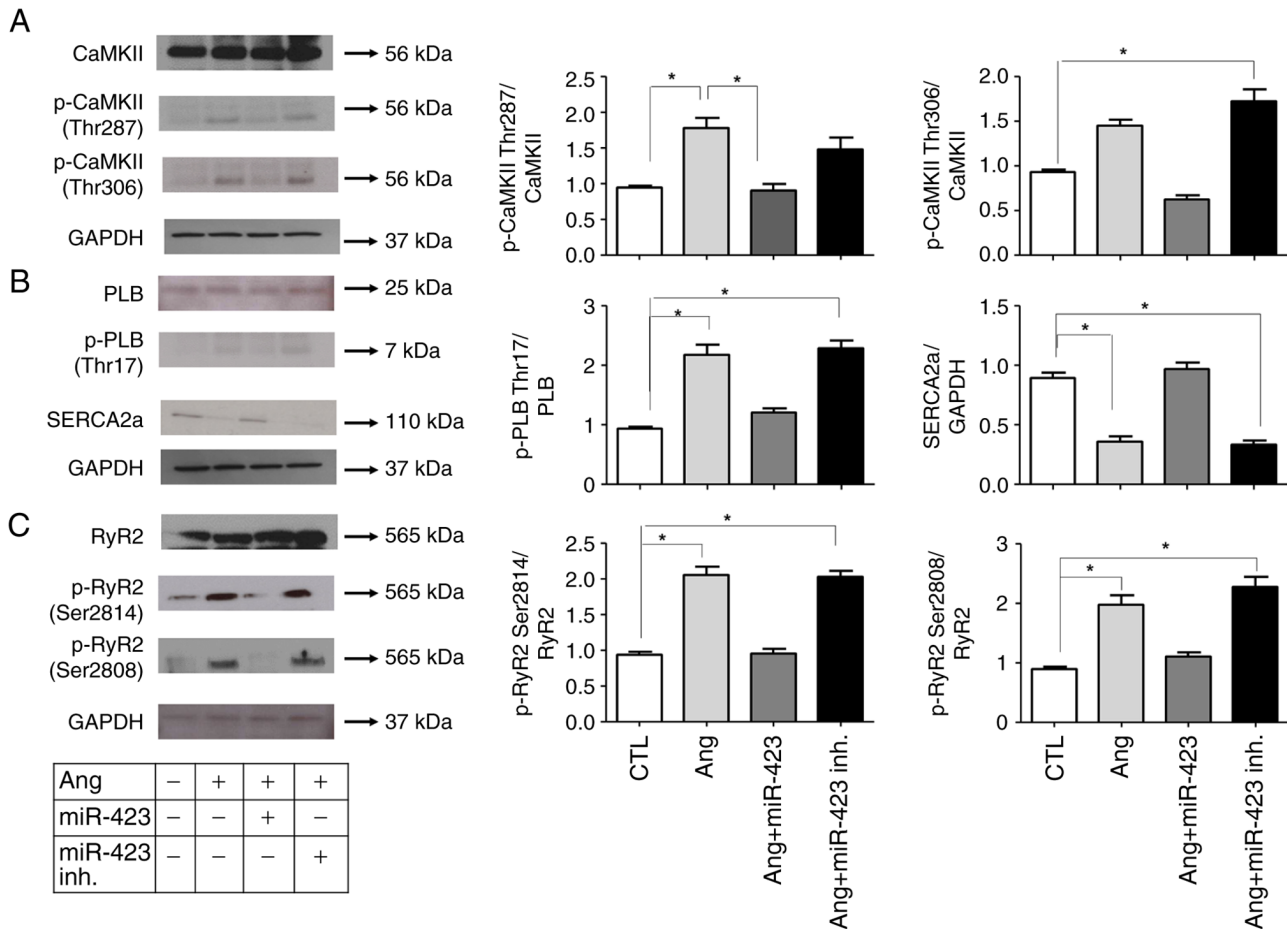 A
CaMKII
56 kDa
p-CaMKII
(Thr287)
56 kDa
p-CaMKII
(Thr306)
56 kDa
GAPDH
37 kDa
p-CaMKII Thr287/
CaMKII
2.5
2.0
1.5
1.0
0.5
0.0
* *
p-CaMKII Thr306/
CaMKII
2.0
1.5
1.0
0.5
0.0
*
B
PLB
25 kDa
p-PLB
(Thr17)
7 kDa
SERCA2a
110 kDa
GAPDH
37 kDa
p-PLB Thr17/
PLB
3
2
1
0
*
*
SERCA2a/
GAPDH
1.5
1.0
0.5
0.0
*
*
C
RyR2
565 kDa
p-RyR2
(Ser2814)
565 kDa
p-RyR2
(Ser2808)
565 kDa
GAPDH
37 kDa
p-RyR2 Ser2814/
RyR2
2.5
2.0
1.5
1.0
0.5
0.0
*
*
CTL
Ang
Ang+miR-423
Ang+miR-423 inh.
p-RyR2 Ser2808/
RyR2
3
2
1
0
*
*
CTL
Ang
Ang+miR-423
Ang+miR-423 inh.
Ang – + + +
miR-423 – – + –
miR-423
inh. – – – +